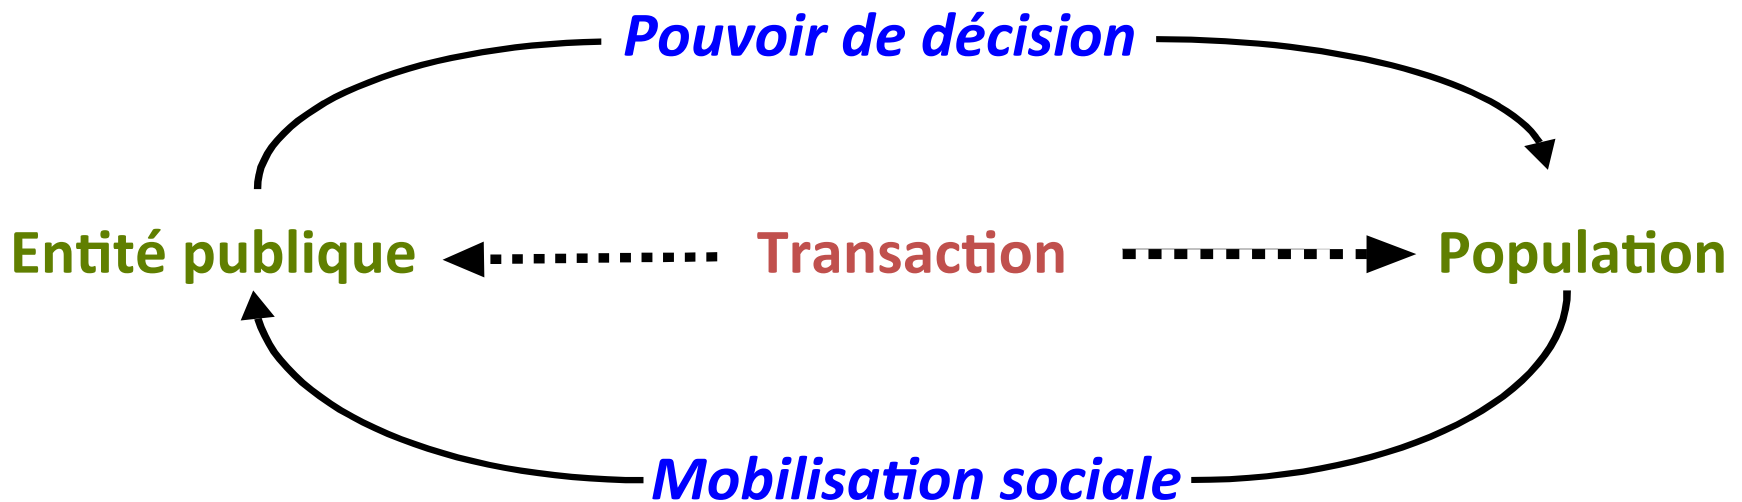 Pouvoir de décision
Entité publique
Transaction
Population
Mobilisation sociale